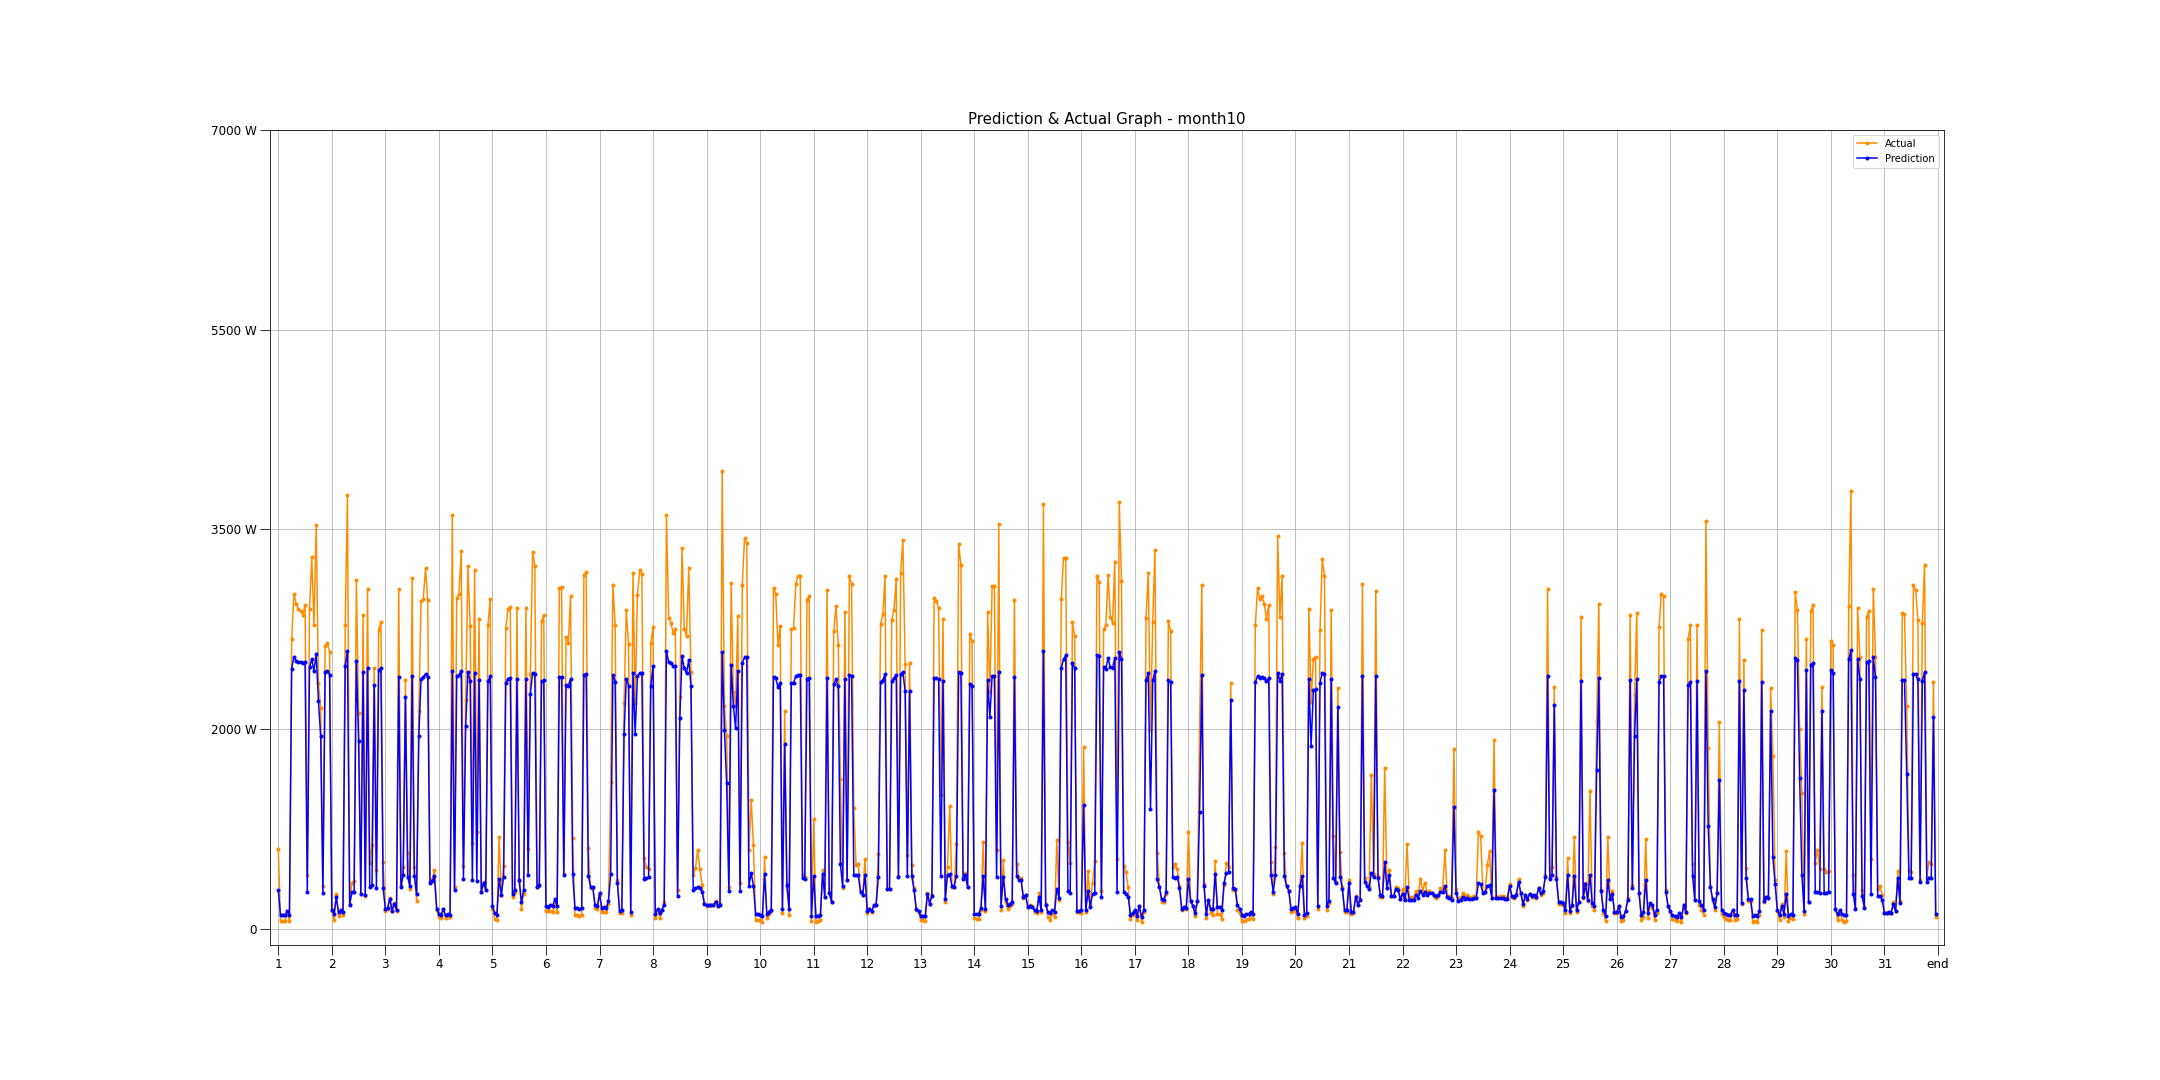 Prediction & Actual Graph - month10
7000 W
5500 W
3500 W
2000 W
0
Actual
Prediction
1 2 3 4 5 6 7 8 9 10 11 12 13 14 15 16 17 18 19 20 21 22 23 24 25 26 27 28 29 30 31 end